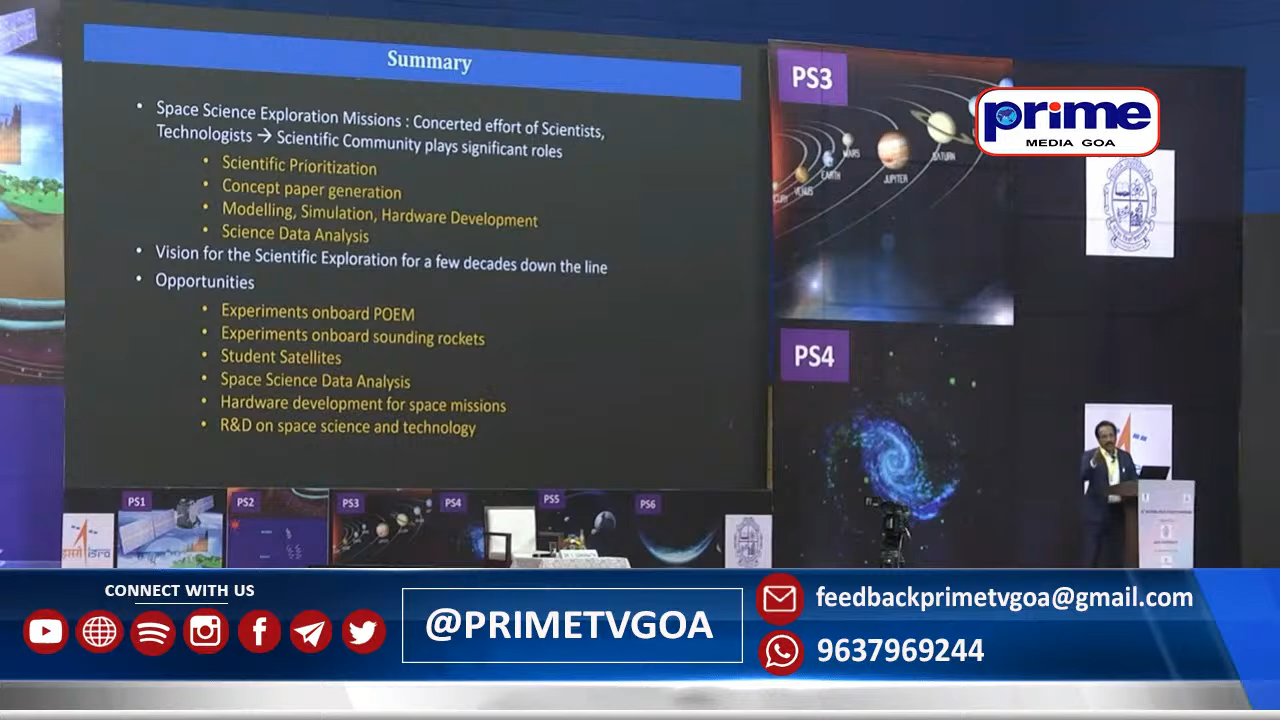 Summary
• Space Science Exploration Missions : Concerted effort of Scientists,
Technologists → Scientific Community plays significant roles
• Scientific Prioritization
• Concept paper generation
• Modelling, Simulation, Hardware Development
• Science Data Analysis
• Vision for the Scientific Exploration for a few decades down the line
• Opportunities
• Experiments onboard POEM
• Experiments onboard sounding rockets
• Student Satellites
• Space Science Data Analysis
• Hardware development for space missions
• R&D on space science and technology
PS3
MARS
SATURN
JUPITER
EARTH
VENUS
CURY
prime
MEDIA GOA
PS4
PS1
PS2
PS3
PS4
PS5
PS6
इसरो isro
CONNECT WITH US
@PRIMETVGOA
feedbackprimetvgoa@gmail.com
9637969244